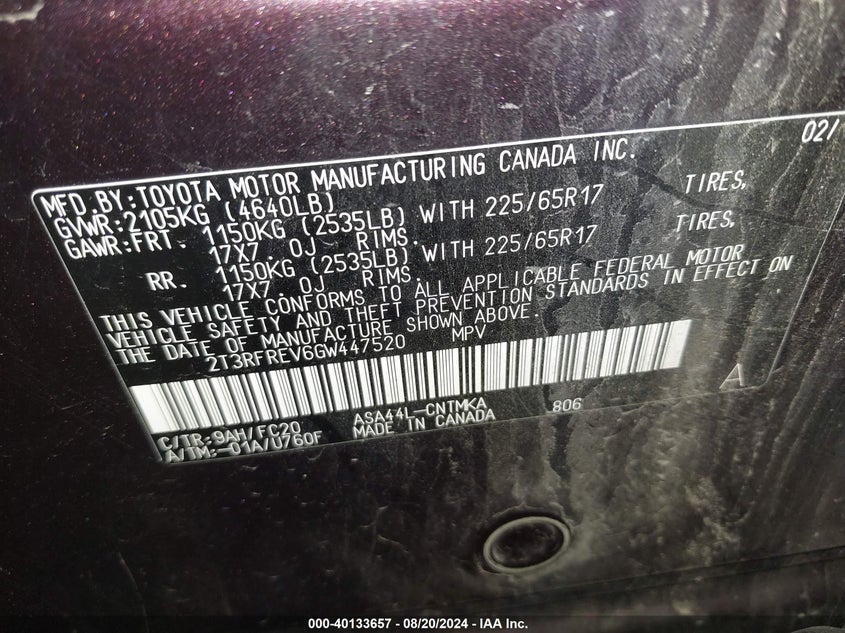 02/
MFD.BY:TOYOTA MOTOR MANUFACTURING CANADA INC.
GVWR:2105KG (4640LB)
GAWR:FRT. 1150KG (2535LB) WITH 225/65R17 TIRES,
17X7.0J RIMS.
RR. 1150KG (2535LB) WITH 225/65R17 TIRES,
17X7 0J RIMS.
THIS VEHICLE CONFORMS TO ALL APPLICABLE FEDERAL MOTOR
VEHICLE SAFETY AND THEFT PREVENTION STANDARDS IN EFFECT ON
THE DATE OF MANUFACTURE SHOWN ABOVE.
2T3RFREV6GW447520 MPV
A
C/TR:9AH/FC20 ASA44L-CNTMKA 806
A/TM:-01A/U760F MADE IN CANADA
000-40133657 - 08/20/2024 - IAA Inc.